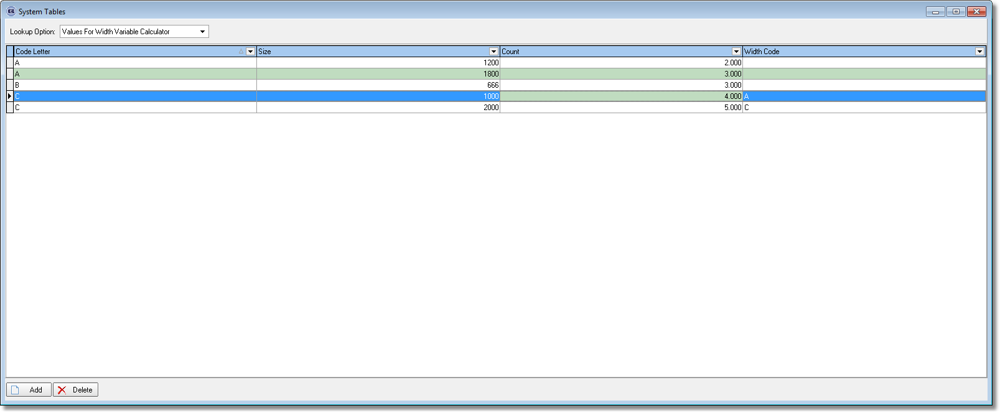 System Tables
Lookup Option: Values For Width Variable Calculator
Code Letter Size Count Width Code
A 1200 2.000
A 1800 3.000
B 666 3.000
C 1000 4.000 A
C 2000 5.000 C
Add Delete